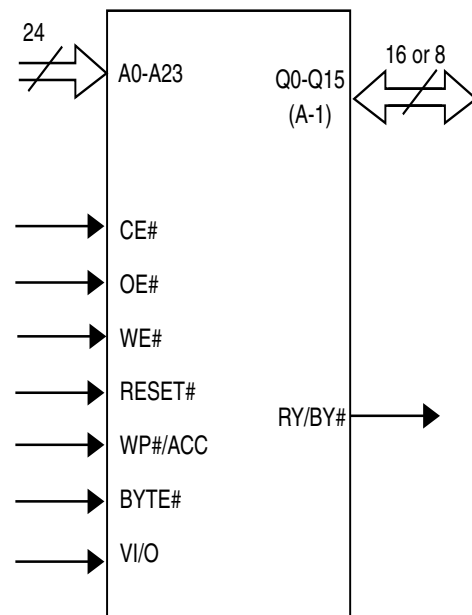 24
A0-A23
Q0-Q15
(A-1)
16 or 8
CE#
OE#
WE#
RESET#
RY/BY#
WP#/ACC
BYTE#
VI/O